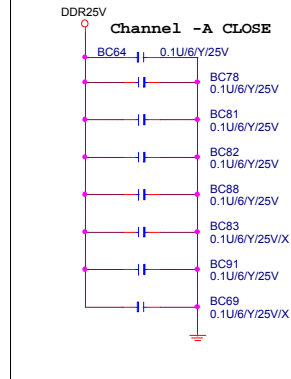 DDR25V
Channel -A CLOSE
BC64 0.1U/6/Y/25V
BC78
0.1U/6/Y/25V
BC81
0.1U/6/Y/25V
BC82
0.1U/6/Y/25V
BC88
0.1U/6/Y/25V
BC83
0.1U/6/Y/25V/X
BC91
0.1U/6/Y/25V
BC69
0.1U/6/Y/25V/X